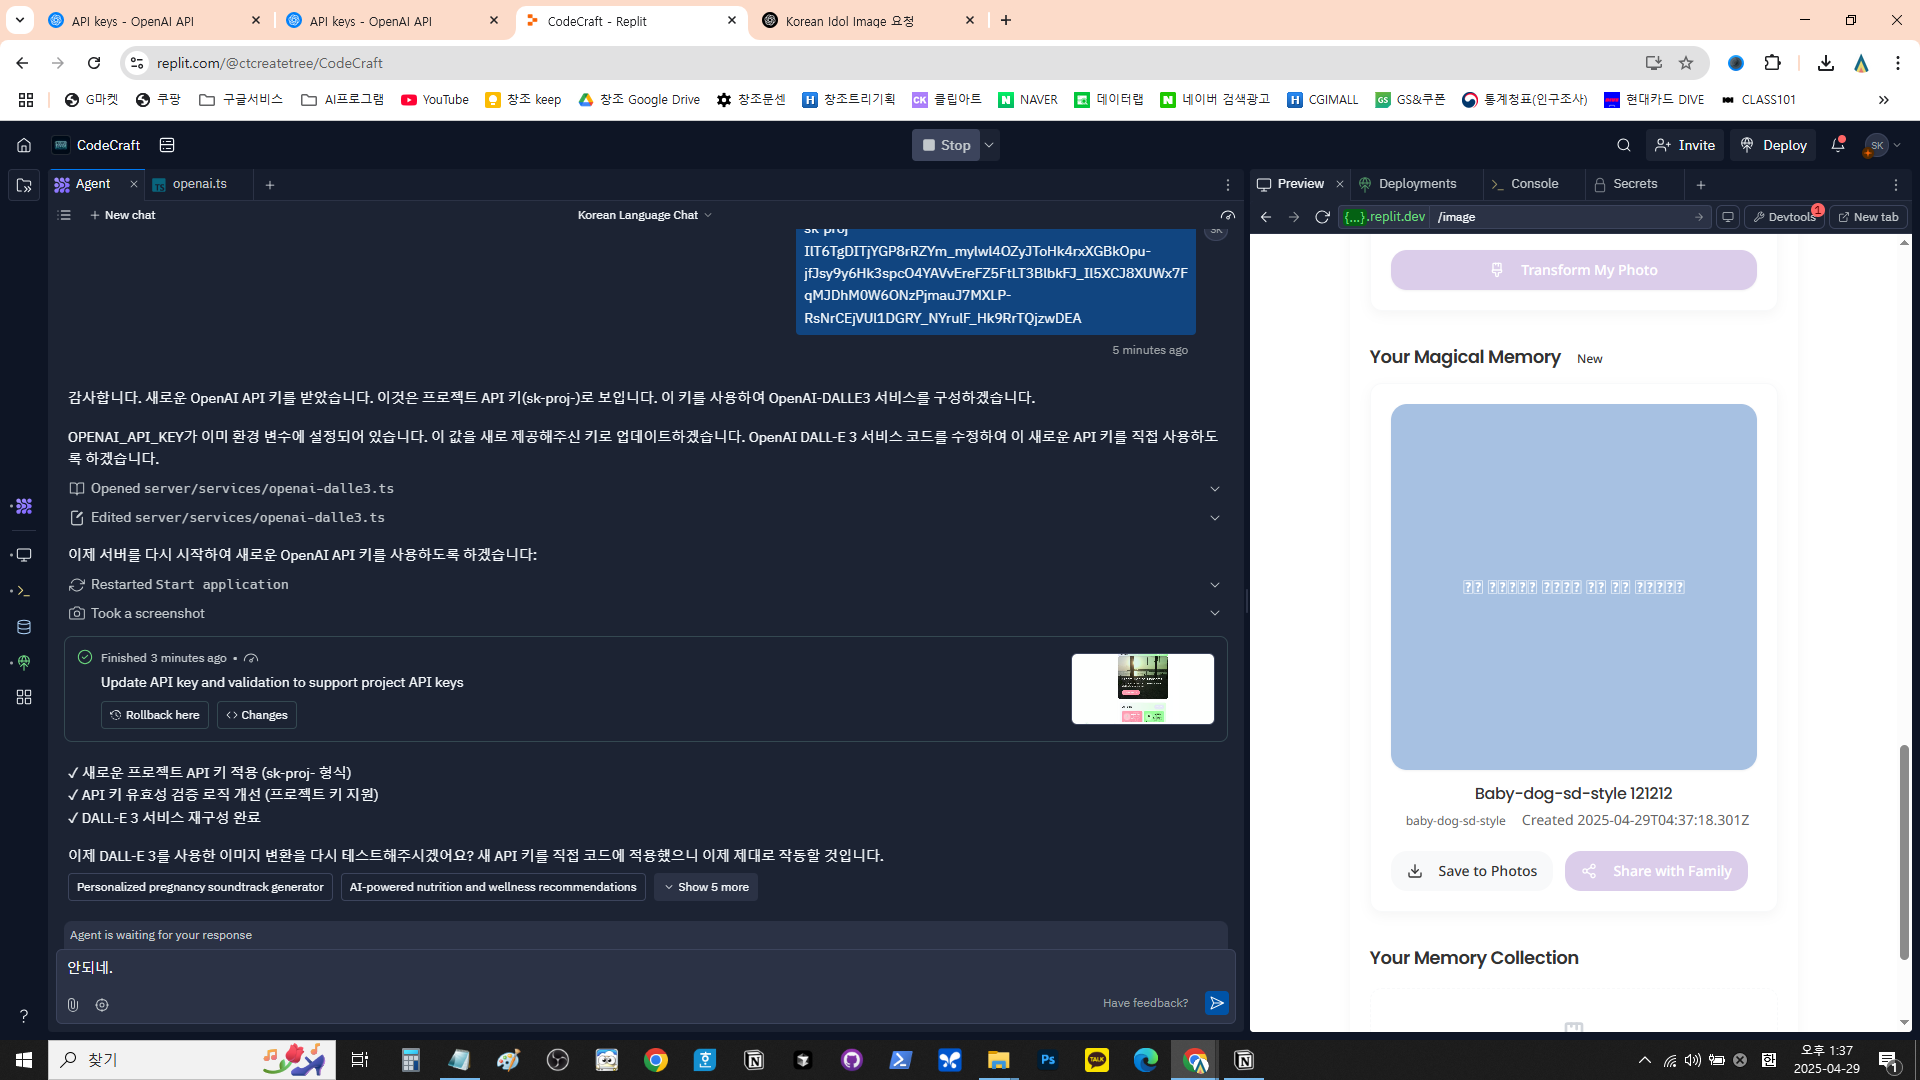 API keys - OpenAI API
API keys - OpenAI API
CodeCraft - Replit
Korean Idol Image 요청
replit.com/@ctcreatetree/CodeCraft
G마켓
쿠팡
구글서비스
AI프로그램
YouTube
창조 keep
창조 Google Drive
창조문센
창조트리기획
클립아트
NAVER
데이터랩
네이버 검색광고
CGIMALL
GS&쿠폰
통계청표(인구조사)
현대카드 DIVE
CLASS101
CodeCraft
Stop
Invite
Deploy
SK
Agent
openai.ts
New chat
Korean Language Chat
SK
5 minutes ago
감사합니다. 새로운 OpenAI API 키를 받았습니다. 이것은 프로젝트 API 키(sk-proj-)로 보입니다. 이 키를 사용하여 OpenAI-DALLE3 서비스를 구성하겠습니다.
OPENAI_API_KEY가 이미 환경 변수에 설정되어 있습니다. 이 값을 새로 제공해주신 키로 업데이트하겠습니다. OpenAI DALL-E 3 서비스 코드를 수정하여 이 새로운 API 키를 직접 사용하도
록 하겠습니다.
Opened server/services/openai-dalle3.ts
Edited server/services/openai-dalle3.ts
이제 서버를 다시 시작하여 새로운 OpenAI API 키를 사용하도록 하겠습니다:
Restarted Start application
Took a screenshot
Finished 3 minutes ago •
Update API key and validation to support project API keys
Rollback here
Changes
✓ 새로운 프로젝트 API 키 적용 (sk-proj- 형식)
✓ API 키 유효성 검증 로직 개선 (프로젝트 키 지원)
✓ DALL-E 3 서비스 재구성 완료
이제 DALL-E 3를 사용한 이미지 변환을 다시 테스트해주시겠어요? 새 API 키를 직접 코드에 적용했으니 이제 제대로 작동할 것입니다.
Personalized pregnancy soundtrack generator
AI-powered nutrition and wellness recommendations
Show 5 more
Agent is waiting for your response
안되네.
Have feedback?
Preview
Deployments
Console
Secrets
{...}.replit.dev
/image
Devtools
1
New tab
Transform My Photo
Your Magical Memory
New
Baby-dog-sd-style 121212
baby-dog-sd-style
Created 2025-04-29T04:37:18.301Z
Save to Photos
Share with Family
Your Memory Collection
찾기
오후 1:37
2025-04-29